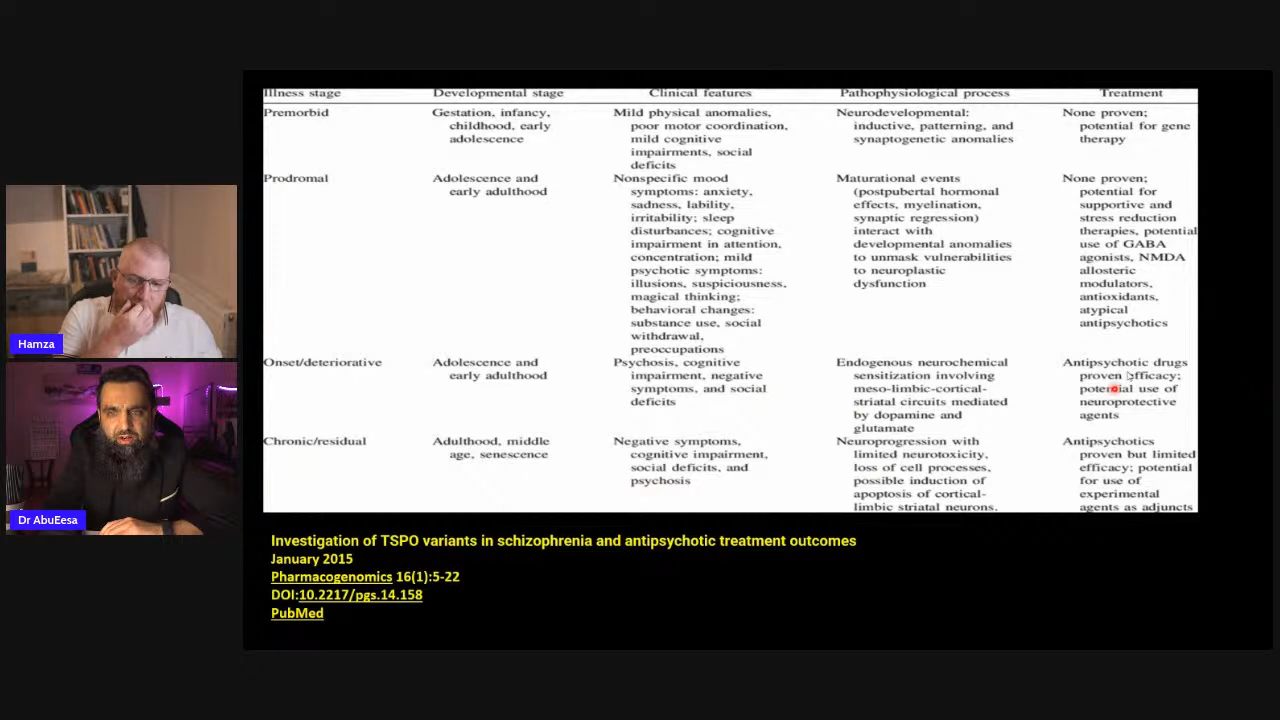 Illness stage Developmental stage Clinical features Pathophysiological process Treatment
Premorbid Gestation, infancy, Mild physical anomalies, Neurodevelopmental: None proven;
childhood, early poor motor coordination, inductive, patterning, and potential for gene
adolescence mild cognitive synaptogenetic anomalies therapy
impairments, social
deficits
Prodromal Adolescence and Nonspecific mood Maturational events None proven;
early adulthood symptoms: anxiety, (postpubertal hormonal potential for
sadness, lability, effects, myelination, supportive and
irritability; sleep synaptic regression) stress reduction
disturbances; cognitive interact with therapies, potential
impairment in attention, developmental anomalies use of GABA
concentration; mild to unmask vulnerabilities agonists, NMDA
psychotic symptoms: to neuroplastic allosteric
illusions, suspiciousness, dysfunction modulators,
magical thinking; antioxidants,
behavioral changes: atypical
substance use, social antipsychotics
withdrawal,
preoccupations
Onset/deteriorative Adolescence and Psychosis, cognitive Endogenous neurochemical Antipsychotic drugs
early adulthood impairment, negative sensitization involving proven efficacy;
symptoms, and social meso-limbic-cortical- potential use of
deficits striatal circuits mediated neuroprotective
by dopamine and agents
glutamate
Chronic/residual Adulthood, middle Negative symptoms, Neuroprogression with Antipsychotics
age, senescence cognitive impairment, limited neurotoxicity, proven but limited
social deficits, and loss of cell processes, efficacy; potential
psychosis possible induction of for use of
apoptosis of cortical- experimental
limbic striatal neurons. agents as adjuncts
Hamza
Dr AbuEesa
Investigation of TSPO variants in schizophrenia and antipsychotic treatment outcomes
January 2015
Pharmacogenomics 16(1):5-22
DOI:10.2217/pgs.14.158
PubMed